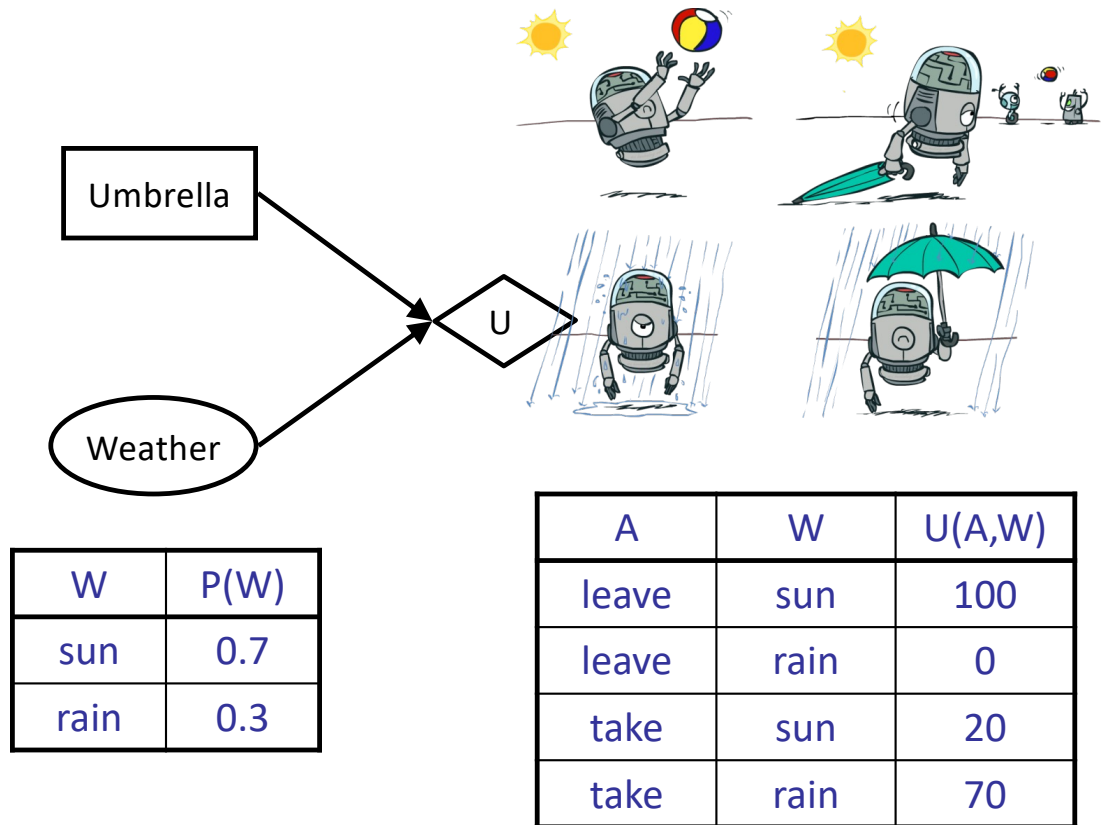 Umbrella
U
Weather
W P(W)
sun 0.7
rain 0.3
A W U(A,W)
leave sun 100
leave rain 0
take sun 20
take rain 70